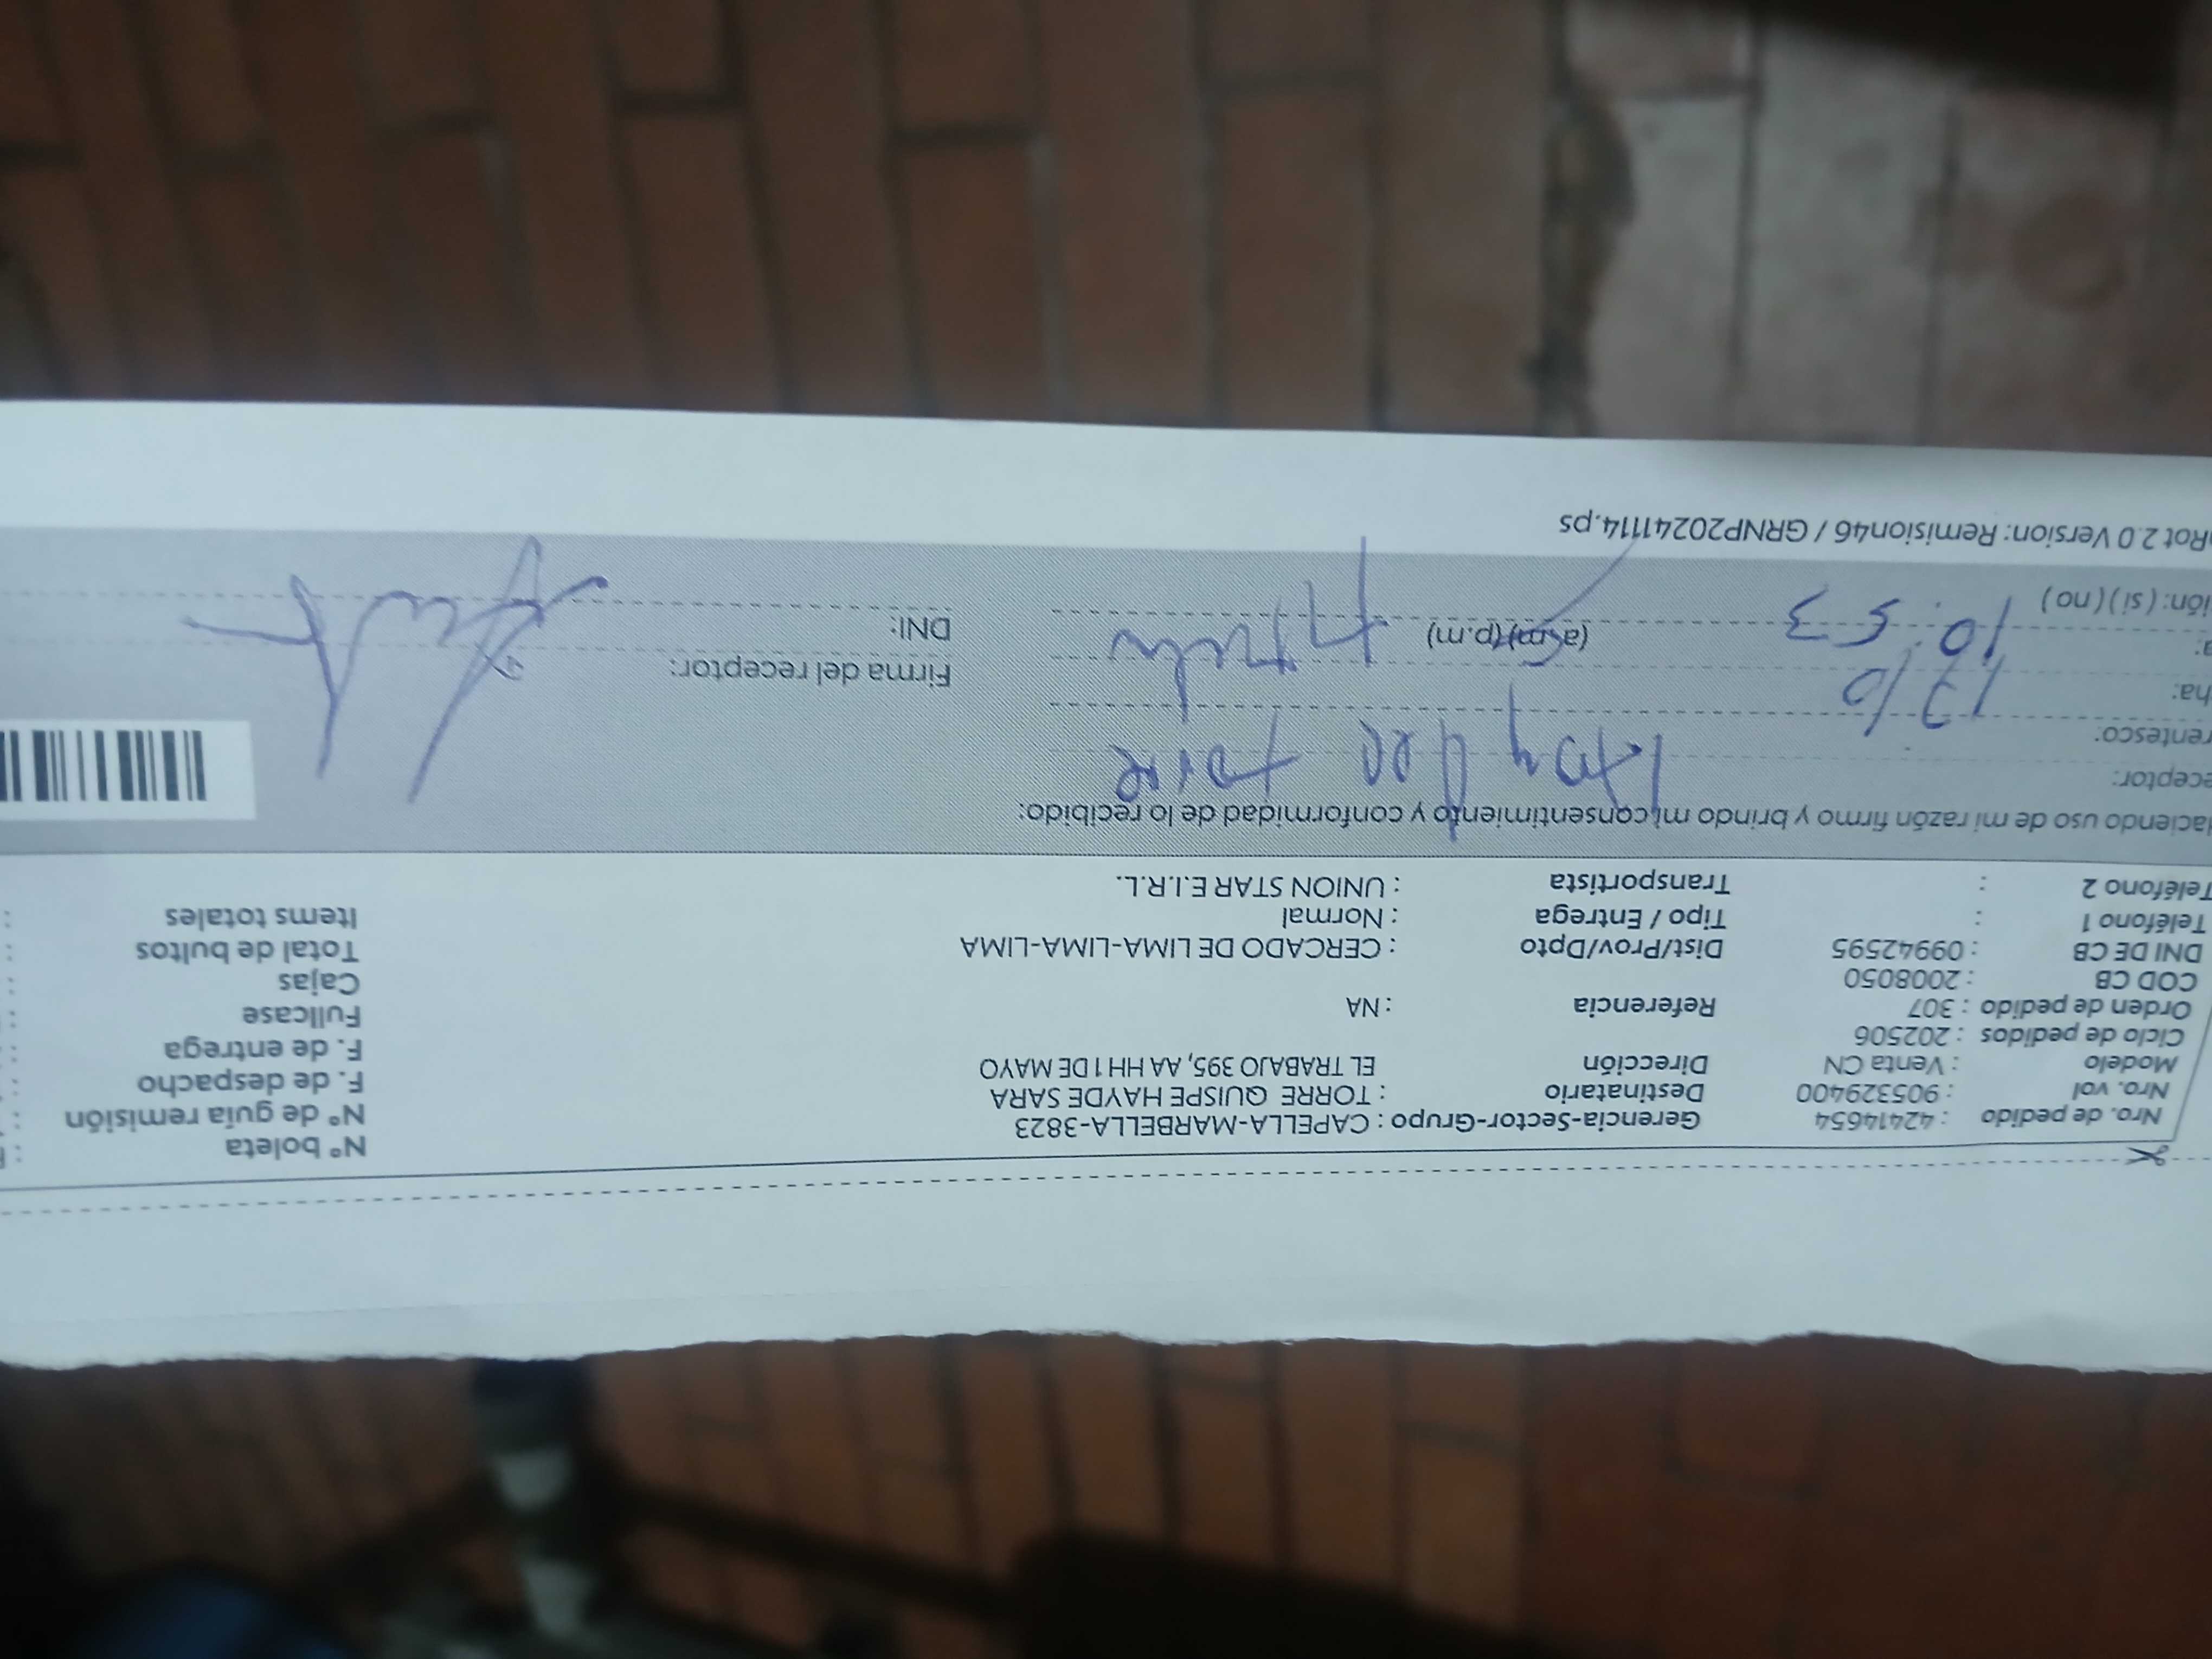 Nro. de pedido : 42414654 Gerencia-Sector-Grupo : CAPELLA-MARBELLA-3823 N° boleta :
Nro. vol : 905329400 Destinatario : TORRE QUISPE HAYDE SARA N° de guía remisión :
Modelo : Venta CN Dirección EL TRABAJO 395, AA HH 1 DE MAYO F. de despacho :
Ciclo de pedidos : 202506 F. de entrega :
Orden de pedido : 307 Referencia : NA Fullcase :
COD CB : 2008050 Cajas :
DNI DE CB : 09942595 Dist/Prov/Dpto : CERCADO DE LIMA-LIMA-LIMA Total de bultos :
Teléfono 1 : Tipo / Entrega : Normal Items totales :
Teléfono 2 : Transportista : UNION STAR E.I.R.L.
Haciendo uso de mi razón firmo y brindo mi consentimiento y conformidad de lo recibido:
eceptor:
rentesco:
ha: 17/10 Firma del receptor:
a: 10:53 (a.m)(p.m) DNI:
ión: (si) (no)
Rot 2.0 Version: Remision46 / GRNP20241114.ps